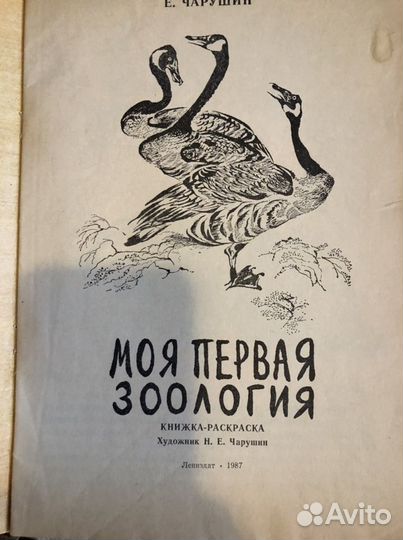 Е. ЧАРУШИН
МОЯ ПЕРВАЯ
ЗООЛОГИЯ
КНИЖКА-РАСКРАСКА
Художник Н. Е. Чарушин
Лениздат • 1987
Avito